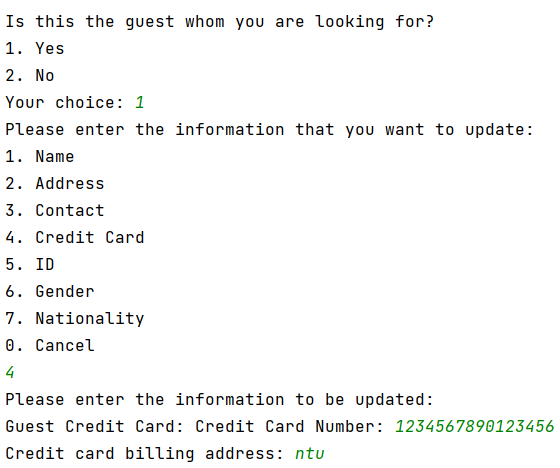 Is this the guest whom you are looking for?
1. Yes
2. No
Your choice: 1
Please enter the information that you want to update:
1. Name
2. Address
3. Contact
4. Credit Card
5. ID
6. Gender
7. Nationality
0. Cancel
4
Please enter the information to be updated:
Guest Credit Card: Credit Card Number: 1234567890123456
Credit card billing address: ntu